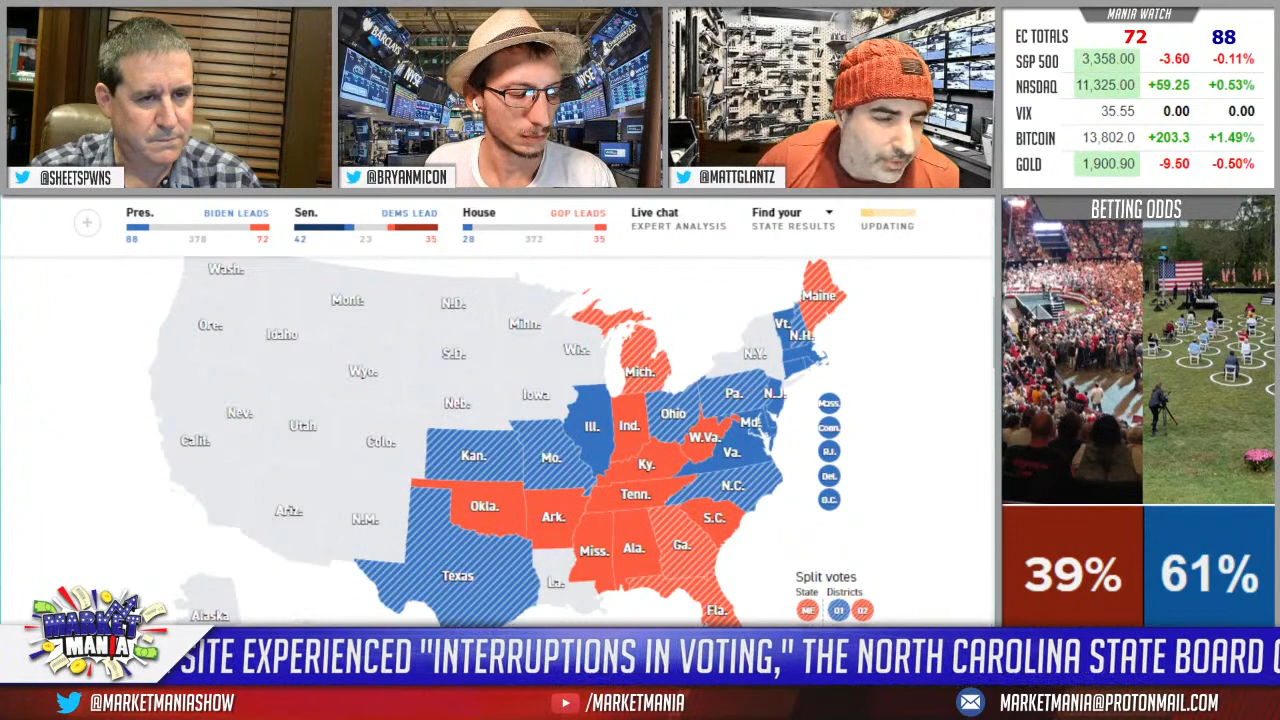 BARCLAYS
NYSE
NYSE
@SHEETSPWNS
@BRYANMICON
@MATTGLANTZ
MANIA WATCH
EC TOTALS 72 88
S&P 500 3,358.00 -3.60 -0.11%
NASDAQ 11,325.00 +59.25 +0.53%
VIX 35.55 0.00 0.00
BITCOIN 13,802.0 +203.3 +1.49%
GOLD 1,900.90 -9.50 -0.50%
Pres. BIDEN LEADS
88 378 72
Sen. DEMS LEAD
42 23 35
House GOP LEADS
28 372 35
Live chat
EXPERT ANALYSIS
Find your
STATE RESULTS
UPDATING
BETTING ODDS
39% 61%
Wash.
Mont.
N.D.
Minn.
Maine
Vt.
N.H.
Ore.
Idaho
S.D.
Wis.
N.Y.
Mich.
Wyo.
Iowa
Pa.
N.J.
Neb.
Nev.
Utah
Colo.
Calif.
Ill.
Ind.
Ohio
Md.
W.Va.
Va.
Mass.
Conn.
R.I.
Del.
D.C.
Kan.
Mo.
Ky.
N.C.
Tenn.
Ariz.
N.M.
Okla.
Ark.
S.C.
Miss.
Ala.
Ga.
Texas
La.
Fla.
Alaska
Split votes
State Districts
ME 01 02
MARKET
MANIA
SITE EXPERIENCED "INTERRUPTIONS IN VOTING," THE NORTH CAROLINA STATE BOARD
@MARKETMANIASHOW
/MARKETMANIA
MARKETMANIA@PROTONMAIL.COM